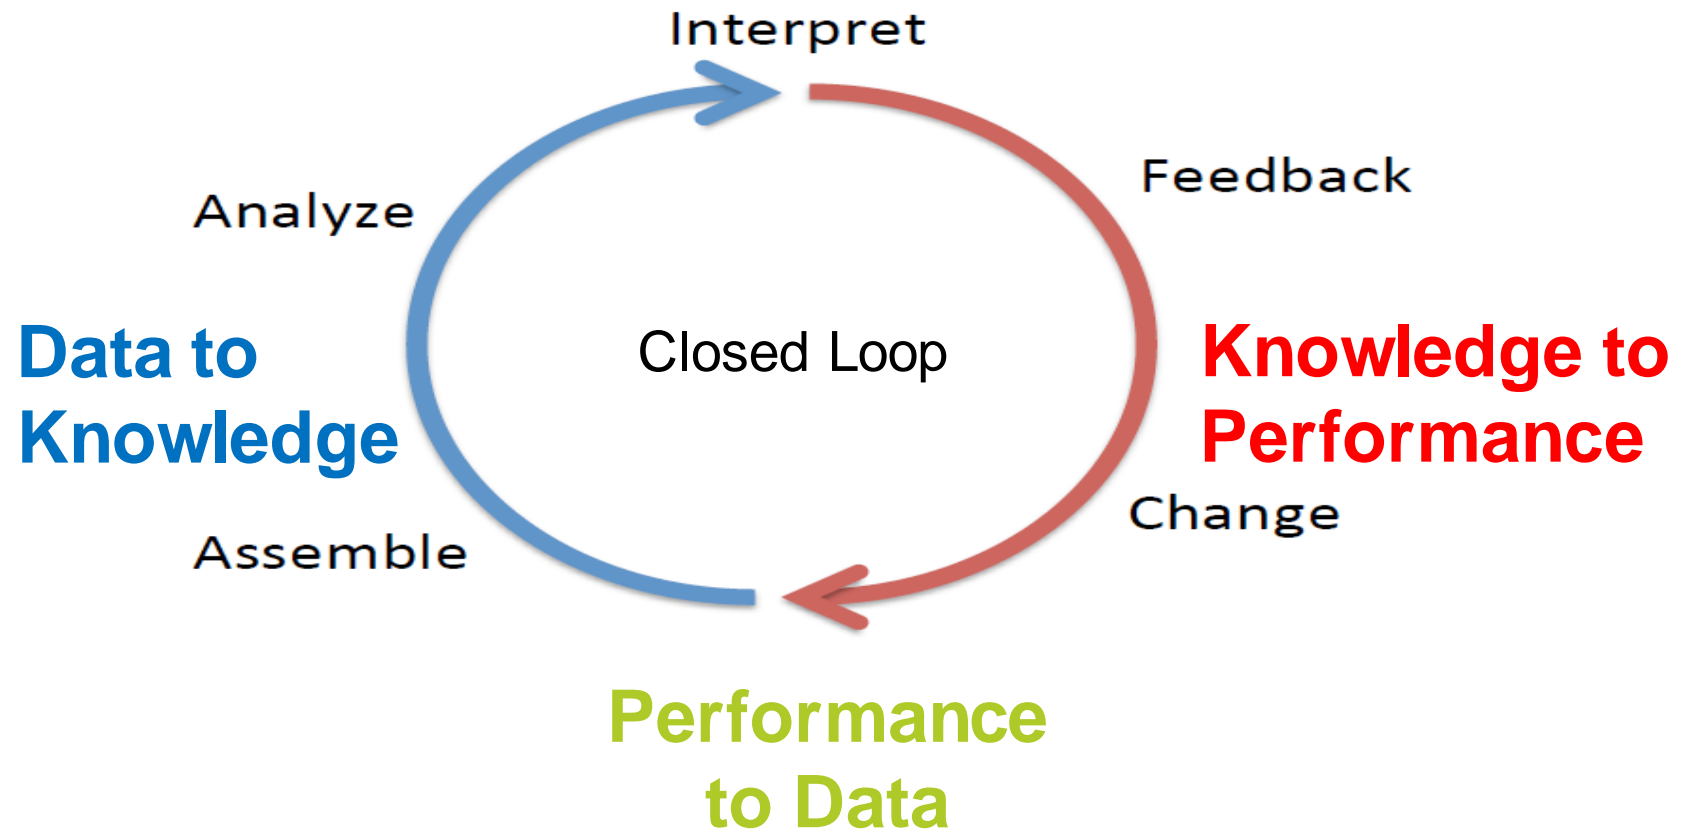 Interpret
Feedback
Analyze
Data to
Knowledge
Closed Loop
Knowledge to
Performance
Change
Assemble
Performance
to Data